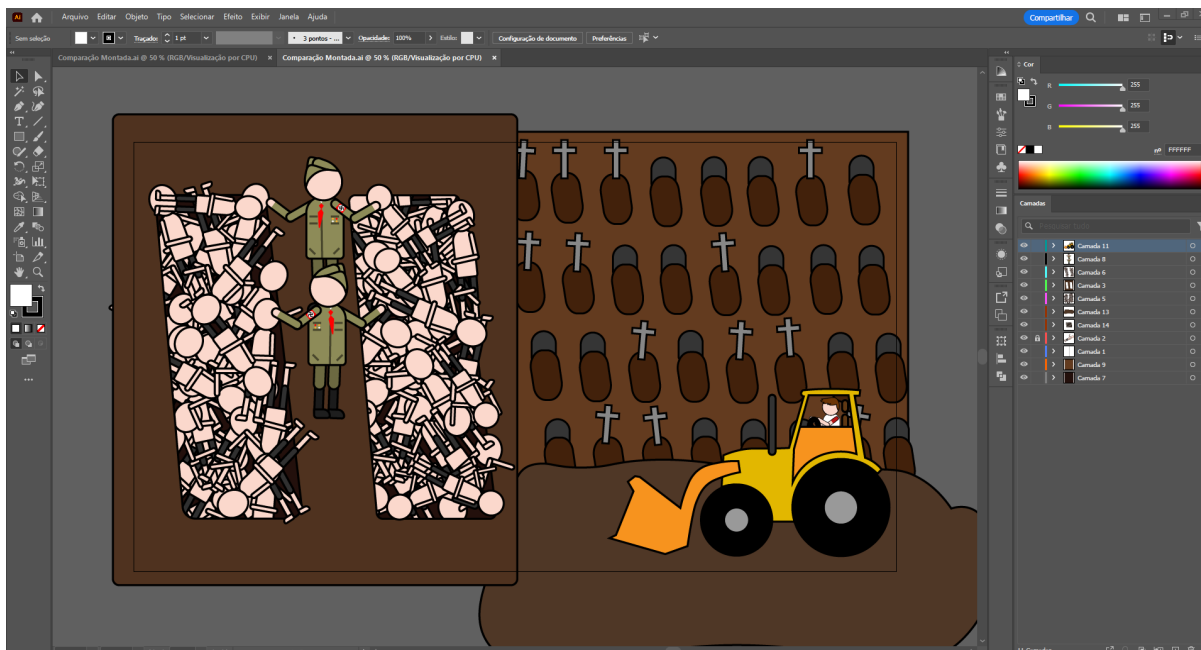 Ai Arquivo Editar Objeto Tipo Selecionar Efeito Exibir Janela Ajuda Compartilhar
Sem seleção Traçado: 1 pt 3 pontos - ... Opacidade: 100% Estilo: Configuração de documento Preferências
Comparação Montada.ai @ 50 % (RGB/Visualização por CPU) × Comparação Montada.ai @ 50 % (RGB/Visualização por CPU) ×
Cor
R 255
G 255
B 255
nº FFFFFF
Camadas
Camada 11
Camada 8
Camada 6
Camada 3
Camada 5
Camada 13
Camada 14
Camada 2
Camada 1
Camada 9
Camada 7